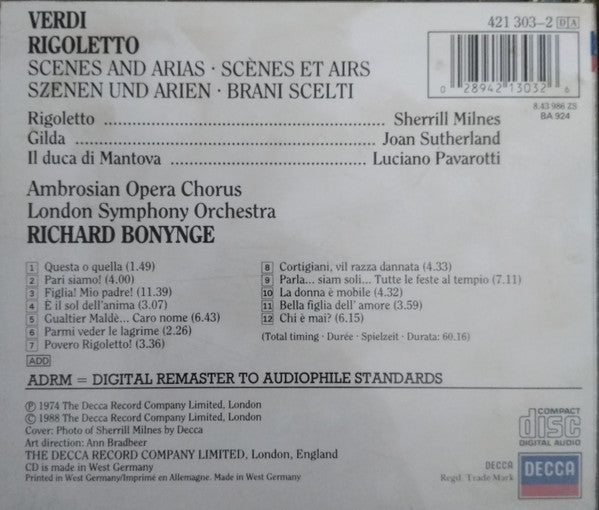 VERDI
RIGOLETTO
SCENES AND ARIAS · SCÈNES ET AIRS
SZENEN UND ARIEN · BRANI SCELTI
421 303-2 DA
0 28942 13032 6
8.43 986 ZS
BA 924
Rigoletto ........................................................ Sherrill Milnes
Gilda ................................................................ Joan Sutherland
Il duca di Mantova ........................................ Luciano Pavarotti
Ambrosian Opera Chorus
London Symphony Orchestra
RICHARD BONYNGE
1 Questa o quella (1.49)
2 Pari siamo! (4.00)
3 Figlia! Mio padre! (11.39)
4 È il sol dell'anima (3.07)
5 Gualtier Maldè... Caro nome (6.43)
6 Parmi veder le lagrime (2.26)
7 Povero Rigoletto! (3.36)
8 Cortigiani, vil razza dannata (4.33)
9 Parla... siam soli... Tutte le feste al tempio (7.11)
10 La donna è mobile (4.32)
11 Bella figlia dell' amore (3.59)
12 Chi è mai? (6.15)
(Total timing · Durée · Spielzeit · Durata: 60.16)
ADD
ADRM = DIGITAL REMASTER TO AUDIOPHILE STANDARDS
Ⓟ 1974 The Decca Record Company Limited, London
© 1988 The Decca Record Company Limited, London
Cover: Photo of Sherrill Milnes by Decca
Art direction: Ann Bradbeer
THE DECCA RECORD COMPANY LIMITED, London, England
CD is made in West Germany
Printed in West Germany/Imprimé en Allemagne. Made in West Germany
COMPACT
disc
DIGITAL AUDIO
DECCA
Regd. Trade Mark
DECCA